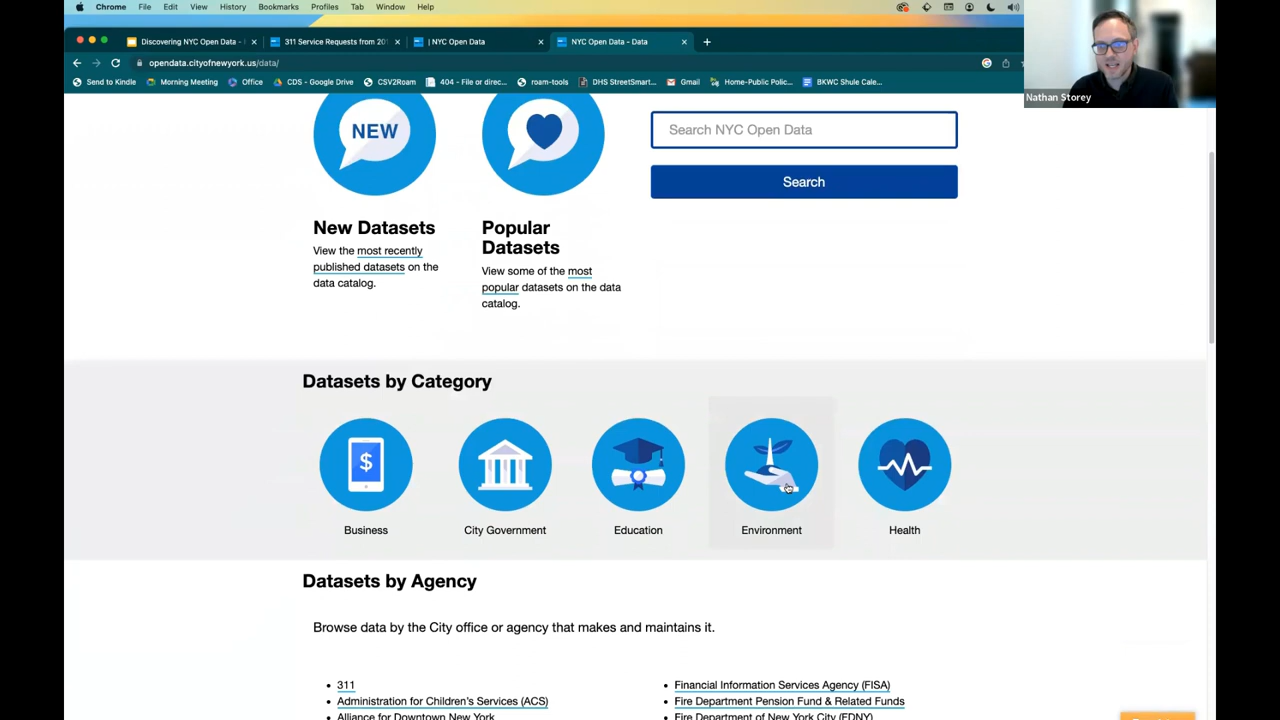 Chrome File Edit View History Bookmarks Profiles Tab Window Help
Discovering NYC Open Data - 311 Service Requests from 201 | NYC Open Data NYC Open Data - Data
opendata.cityofnewyork.us/data/
Send to Kindle Morning Meeting Office CDS - Google Drive CSV2Roam 404 - File or direc... roam-tools DHS StreetSmart... Gmail Home-Public Polic... BKWC Shule Cale...
Nathan Storey
NEW
Search NYC Open Data
Search
New Datasets
View the most recently
published datasets on the
data catalog.
Popular
Datasets
View some of the most
popular datasets on the data
catalog.
Datasets by Category
$
Business City Government Education Environment Health
Datasets by Agency
Browse data by the City office or agency that makes and maintains it.
311
Administration for Children's Services (ACS)
Alliance for Downtown New York
Financial Information Services Agency (FISA)
Fire Department Pension Fund & Related Funds
Fire Department of New York City (FDNY)